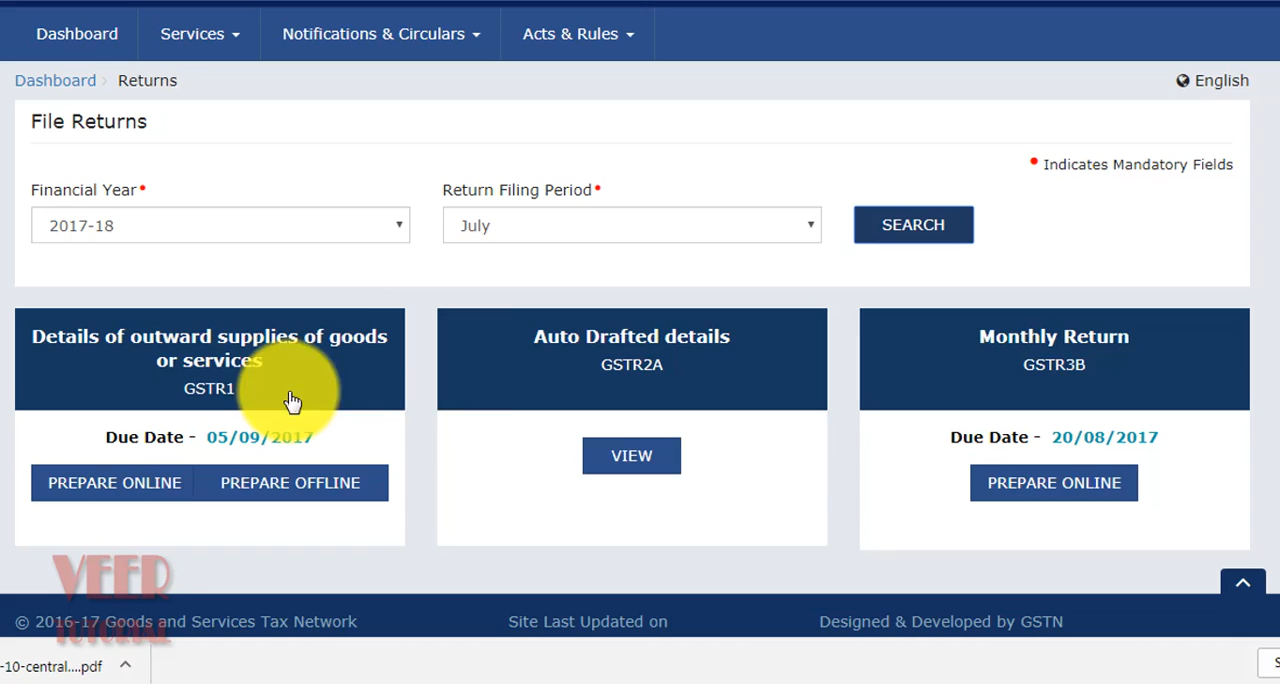 Dashboard Services Notifications & Circulars Acts & Rules
Dashboard > Returns English
File Returns
• Indicates Mandatory Fields
Financial Year• Return Filing Period•
2017-18 July SEARCH
Details of outward supplies of goods
or services
GSTR1
Due Date - 05/09/2017
PREPARE ONLINE PREPARE OFFLINE
Auto Drafted details
GSTR2A
VIEW
Monthly Return
GSTR3B
Due Date - 20/08/2017
PREPARE ONLINE
VEER
TUTORIAL
© 2016-17 Goods and Services Tax Network Site Last Updated on Designed & Developed by GSTN
-10-central....pdf S